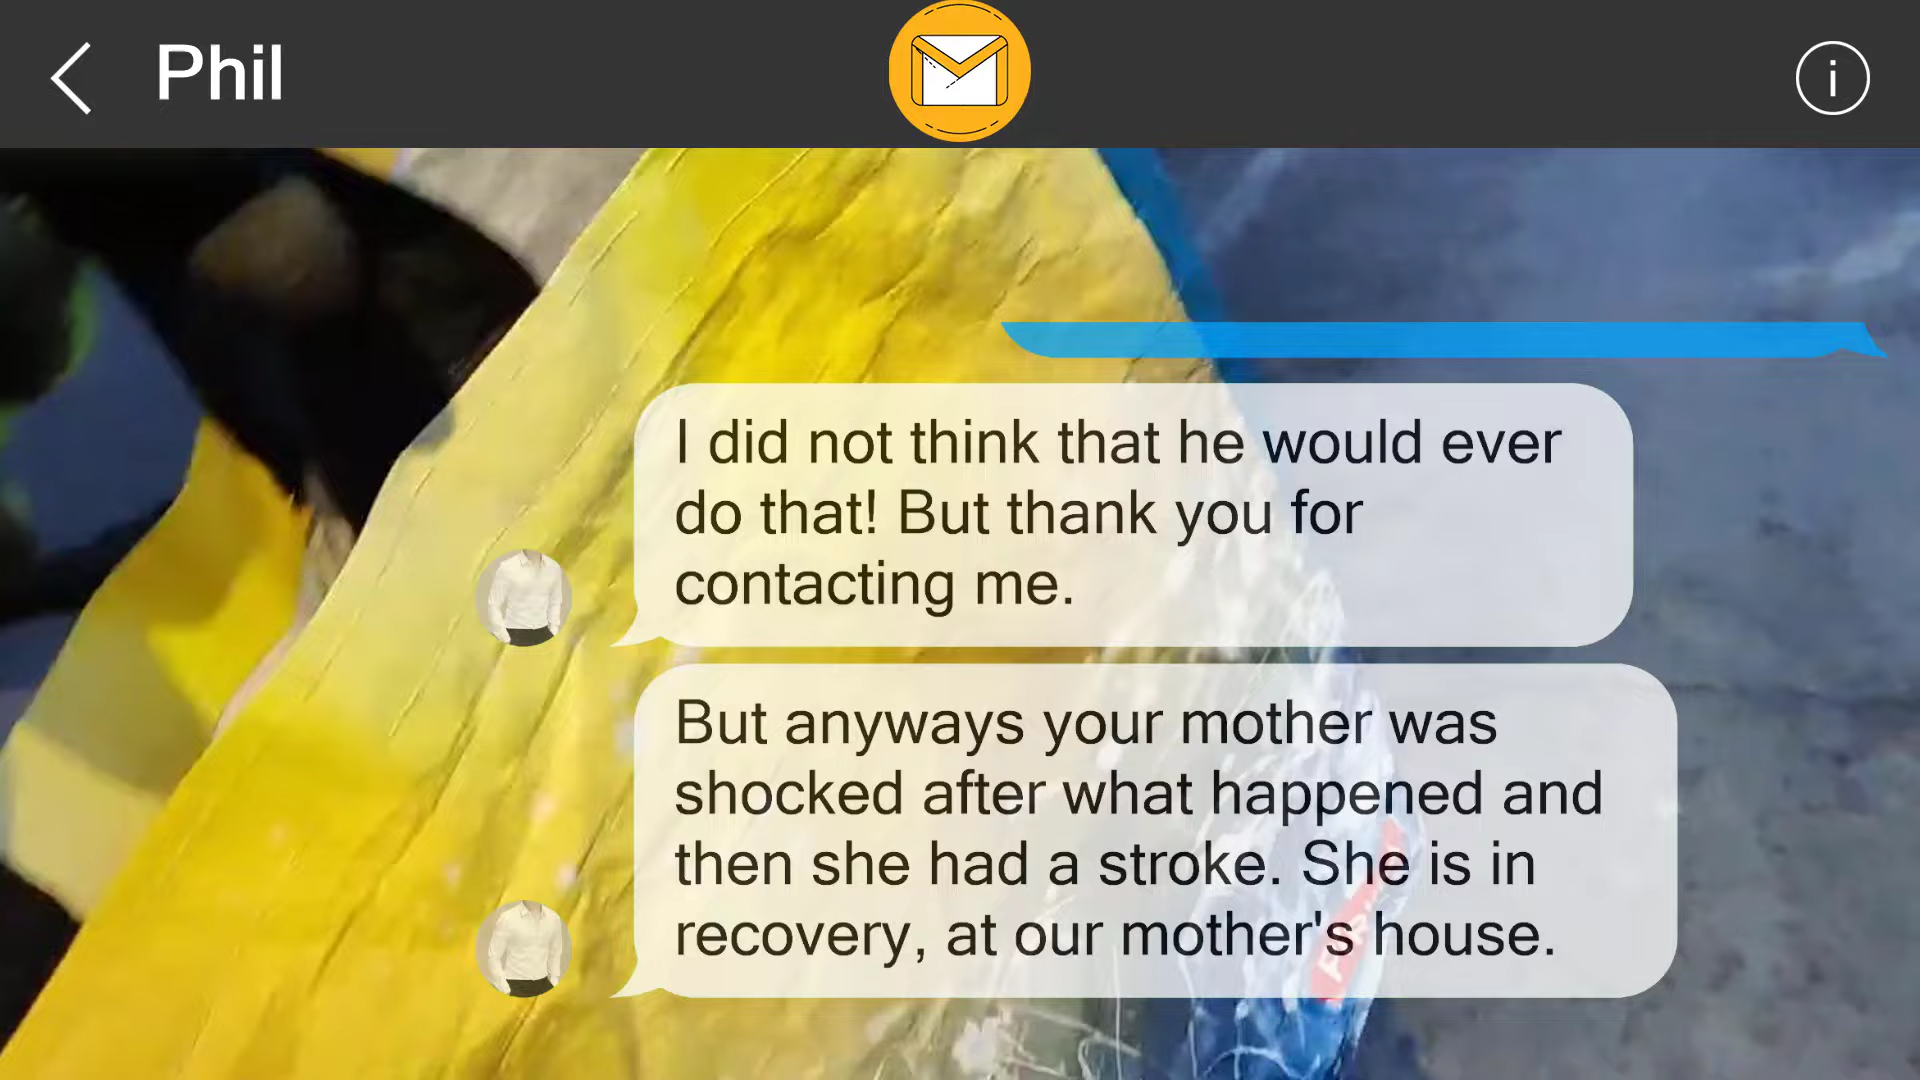 Phil
I did not think that he would ever
do that! But thank you for
contacting me.
But anyways your mother was
shocked after what happened and
then she had a stroke. She is in
recovery, at our mother's house.